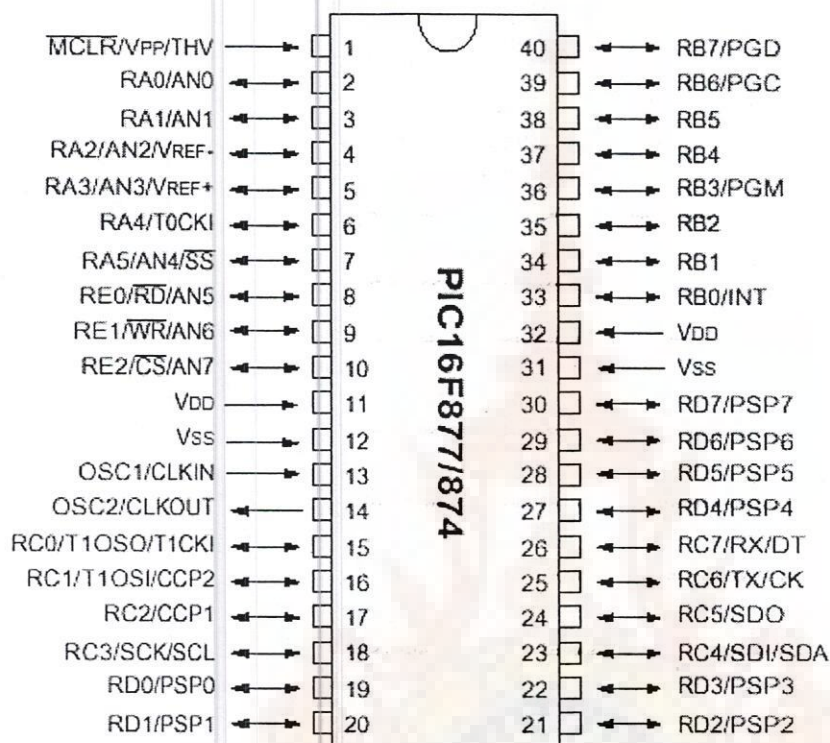 MCLR/VPP/THV 1 40 RB7/PGD
RA0/AN0 2 39 RB6/PGC
RA1/AN1 3 38 RB5
RA2/AN2/VREF- 4 37 RB4
RA3/AN3/VREF+ 5 36 RB3/PGM
RA4/T0CKI 6 35 RB2
RA5/AN4/SS 7 34 RB1
RE0/RD/AN5 8 33 RB0/INT
RE1/WR/AN6 9 32 VDD
RE2/CS/AN7 10 31 VSS
VDD 11 30 RD7/PSP7
VSS 12 29 RD6/PSP6
OSC1/CLKIN 13 28 RD5/PSP5
OSC2/CLKOUT 14 27 RD4/PSP4
RC0/T1OSO/T1CKI 15 26 RC7/RX/DT
RC1/T1OSI/CCP2 16 25 RC6/TX/CK
RC2/CCP1 17 24 RC5/SDO
RC3/SCK/SCL 18 23 RC4/SDI/SDA
RD0/PSP0 19 22 RD3/PSP3
RD1/PSP1 20 21 RD2/PSP2
PIC16F877/874